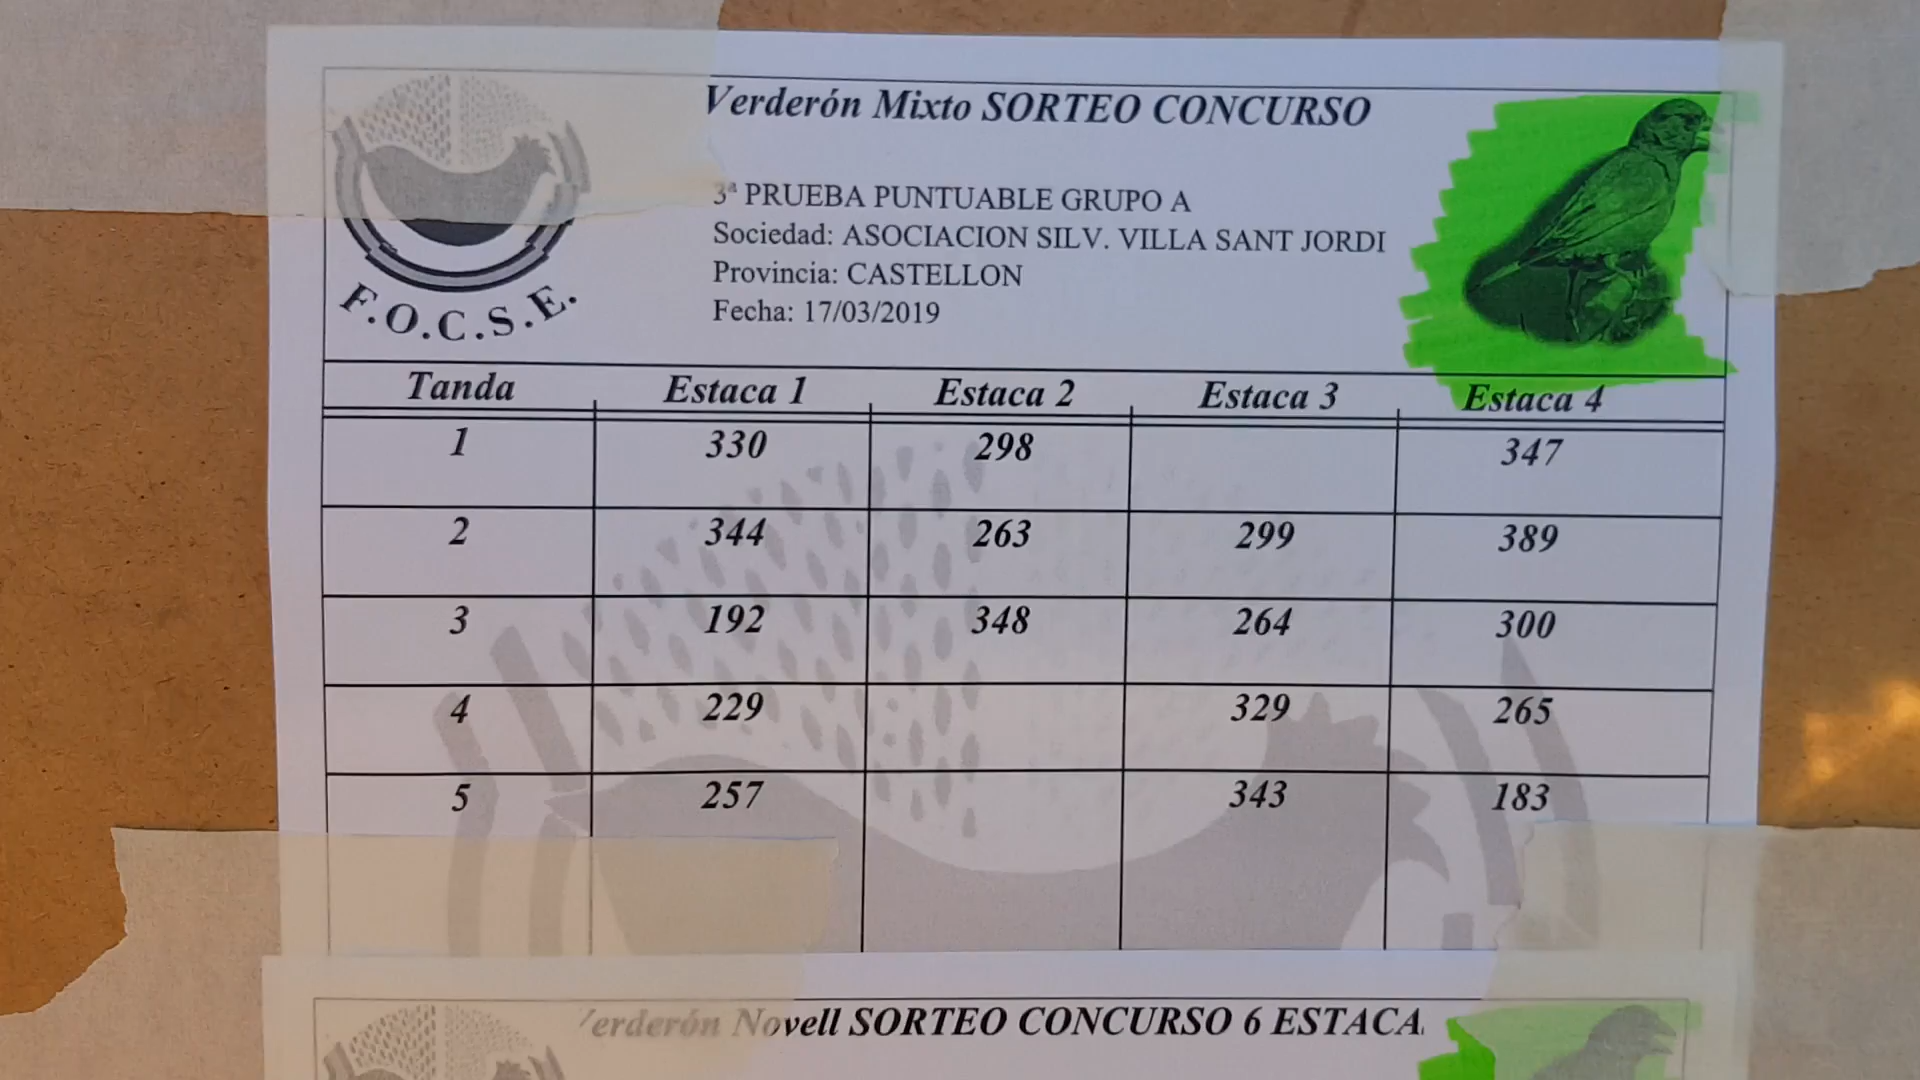 Verderón Mixto SORTEO CONCURSO
3ª PRUEBA PUNTUABLE GRUPO A
Sociedad: ASOCIACION SILV. VILLA SANT JORDI
Provincia: CASTELLON
Fecha: 17/03/2019
F.O.C.S.E.
Tanda Estaca 1 Estaca 2 Estaca 3 Estaca 4
1 330 298 347
2 344 263 299 389
3 192 348 264 300
4 229 329 265
5 257 343 183
Verderón Novell SORTEO CONCURSO 6 ESTACA